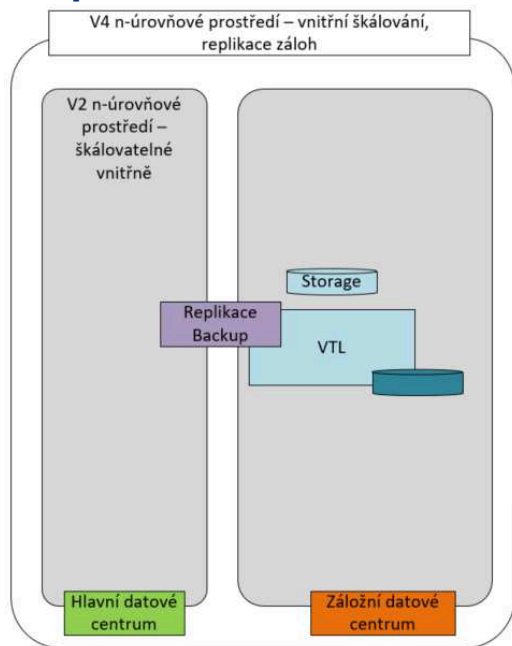 V4 n-úrovňové prostředí – vnitřní škálování,
replikace záloh
V2 n-úrovňové
prostředí –
škálovatelné
vnitřně
Storage
Replikace
Backup
VTL
Hlavní datové
centrum
Záložní datové
centrum